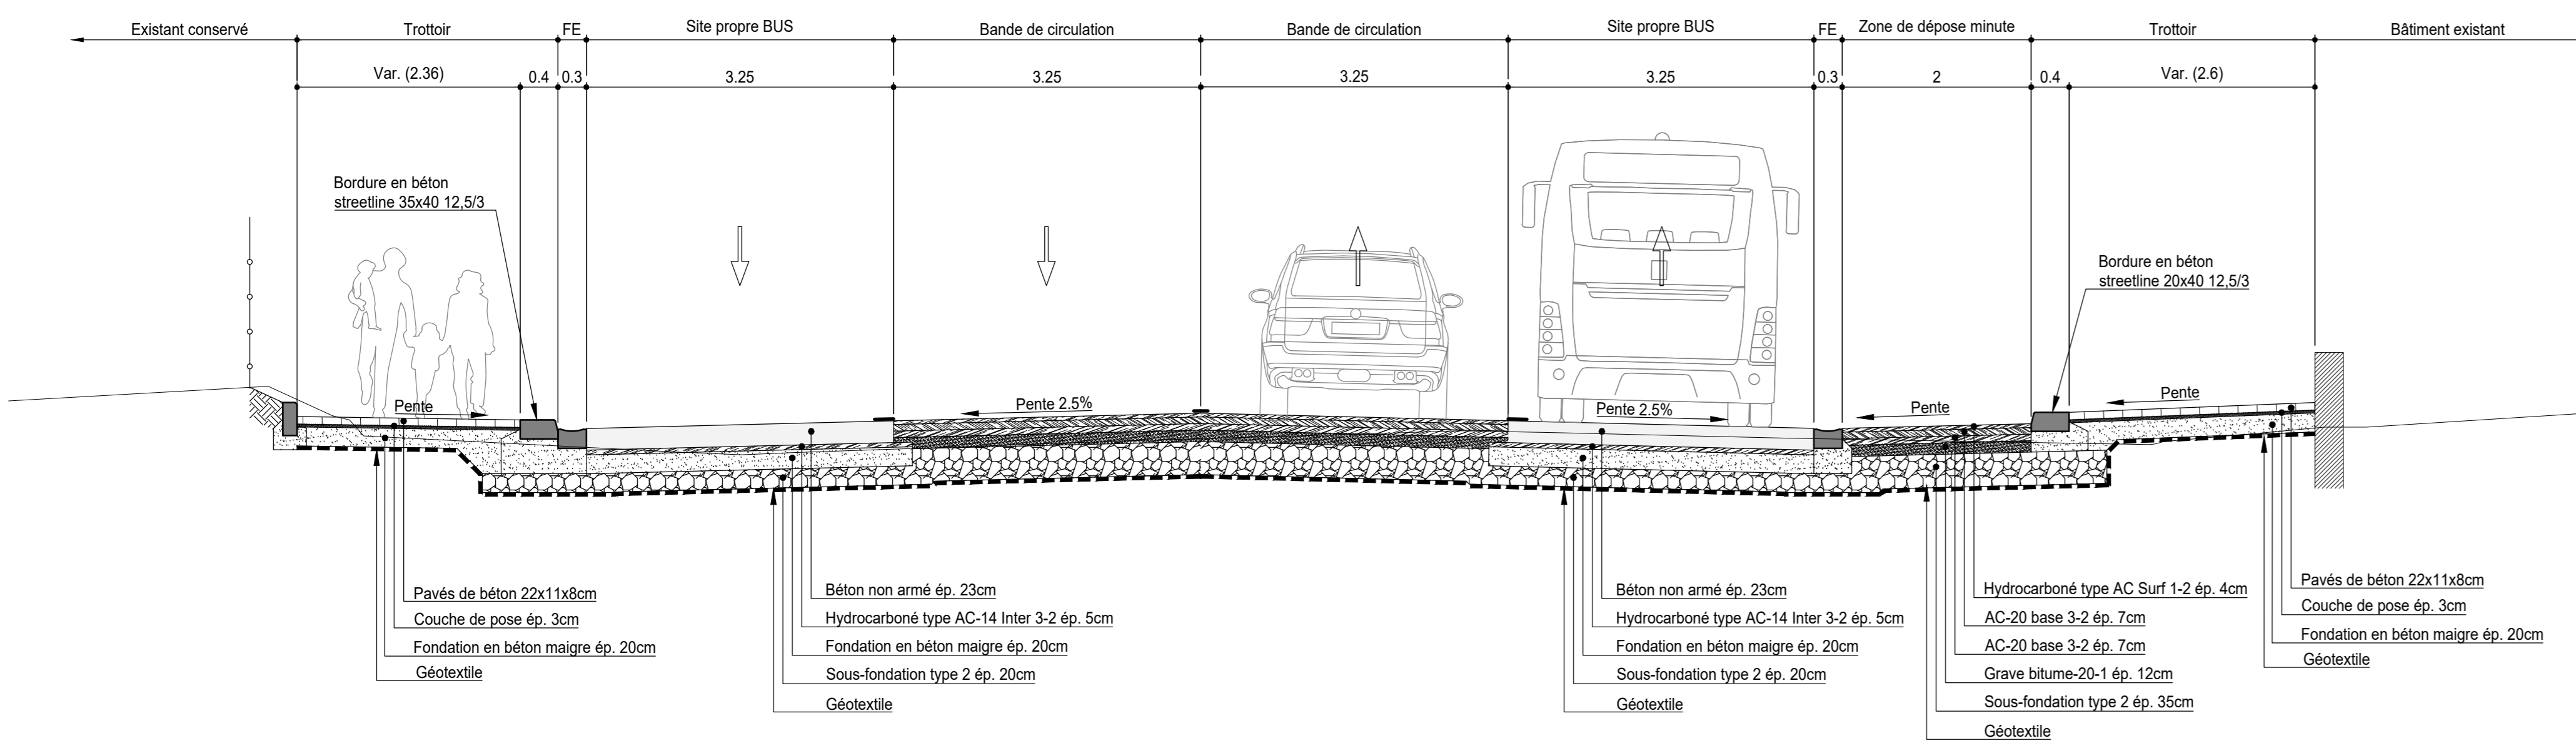 Existant conservé
Trottoir
FE
Site propre BUS
Bande de circulation
Bande de circulation
Site propre BUS
FE
Zone de dépose minute
Trottoir
Bâtiment existant
Var. (2.36)
0.4
0.3
3.25
3.25
3.25
3.25
0.3
2
0.4
Var. (2.6)
Bordure en béton
streetline 35x40 12,5/3
Bordure en béton
streetline 20x40 12,5/3
Pente
Pente 2.5%
Pente 2.5%
Pente
Pente
Pavés de béton 22x11x8cm
Couche de pose ép. 3cm
Fondation en béton maigre ép. 20cm
Géotextile
Béton non armé ép. 23cm
Hydrocarboné type AC-14 Inter 3-2 ép. 5cm
Fondation en béton maigre ép. 20cm
Sous-fondation type 2 ép. 20cm
Géotextile
Béton non armé ép. 23cm
Hydrocarboné type AC-14 Inter 3-2 ép. 5cm
Fondation en béton maigre ép. 20cm
Sous-fondation type 2 ép. 20cm
Géotextile
Hydrocarboné type AC Surf 1-2 ép. 4cm
AC-20 base 3-2 ép. 7cm
AC-20 base 3-2 ép. 7cm
Grave bitume-20-1 ép. 12cm
Sous-fondation type 2 ép. 35cm
Géotextile
Pavés de béton 22x11x8cm
Couche de pose ép. 3cm
Fondation en béton maigre ép. 20cm
Géotextile